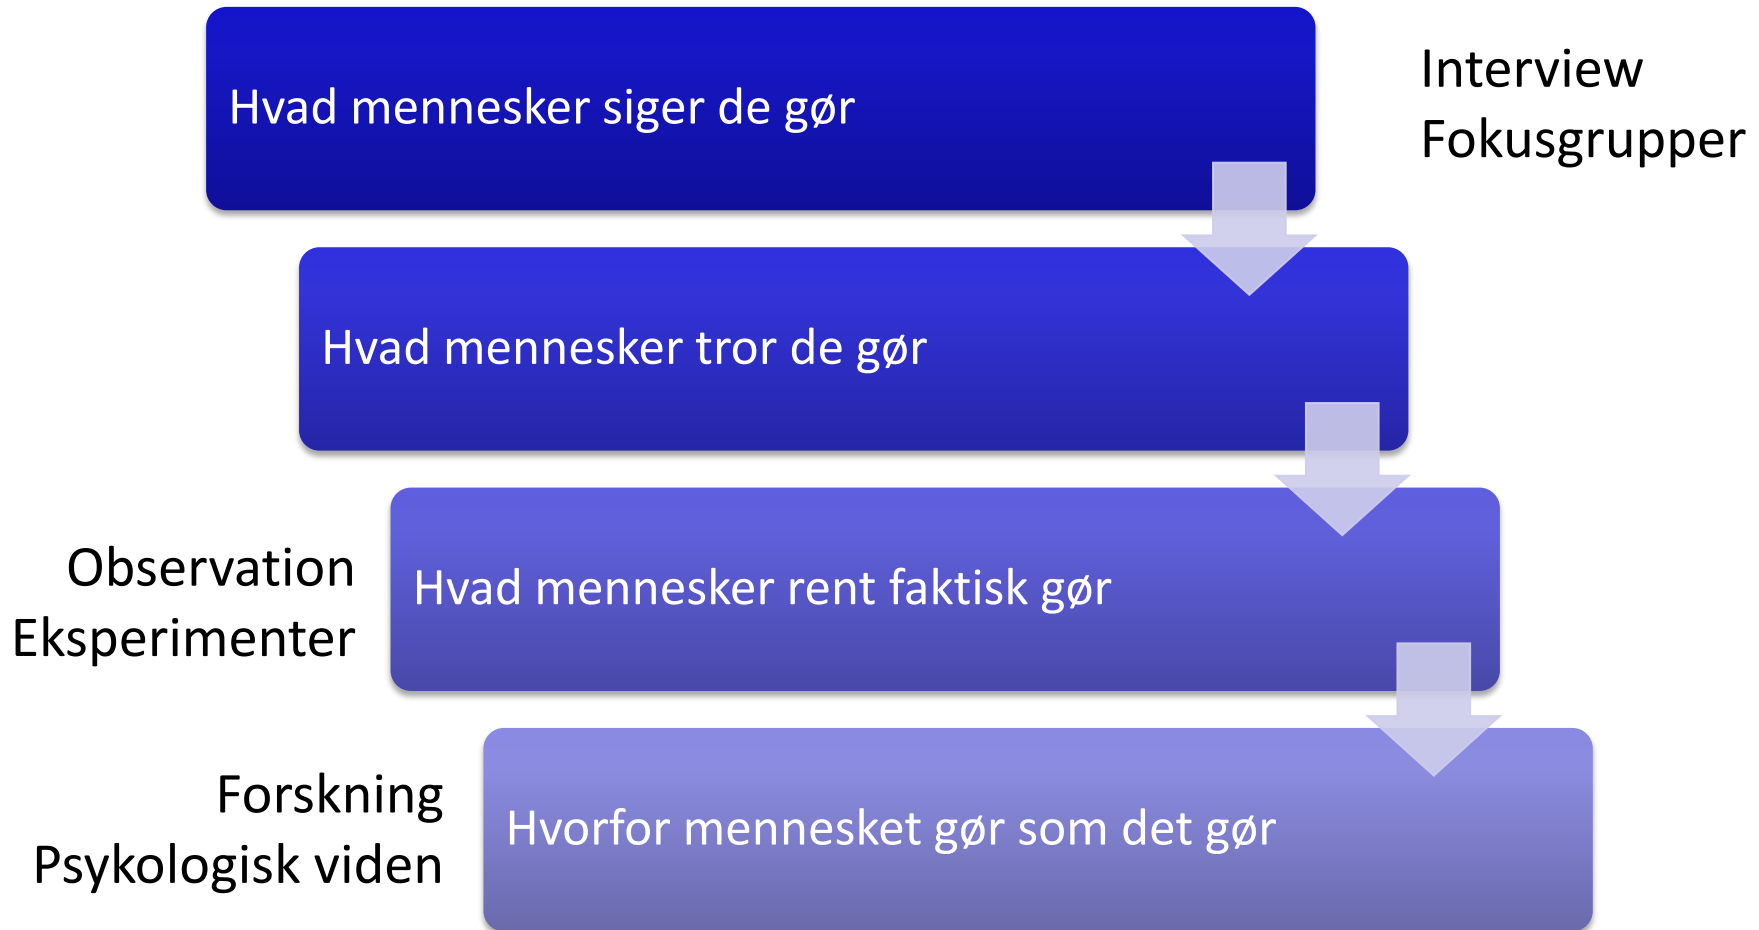 Hvad mennesker siger de gør
Interview
Fokusgrupper
Hvad mennesker tror de gør
Observation
Eksperimenter
Hvad mennesker rent faktisk gør
Forskning
Psykologisk viden
Hvorfor mennesket gør som det gør